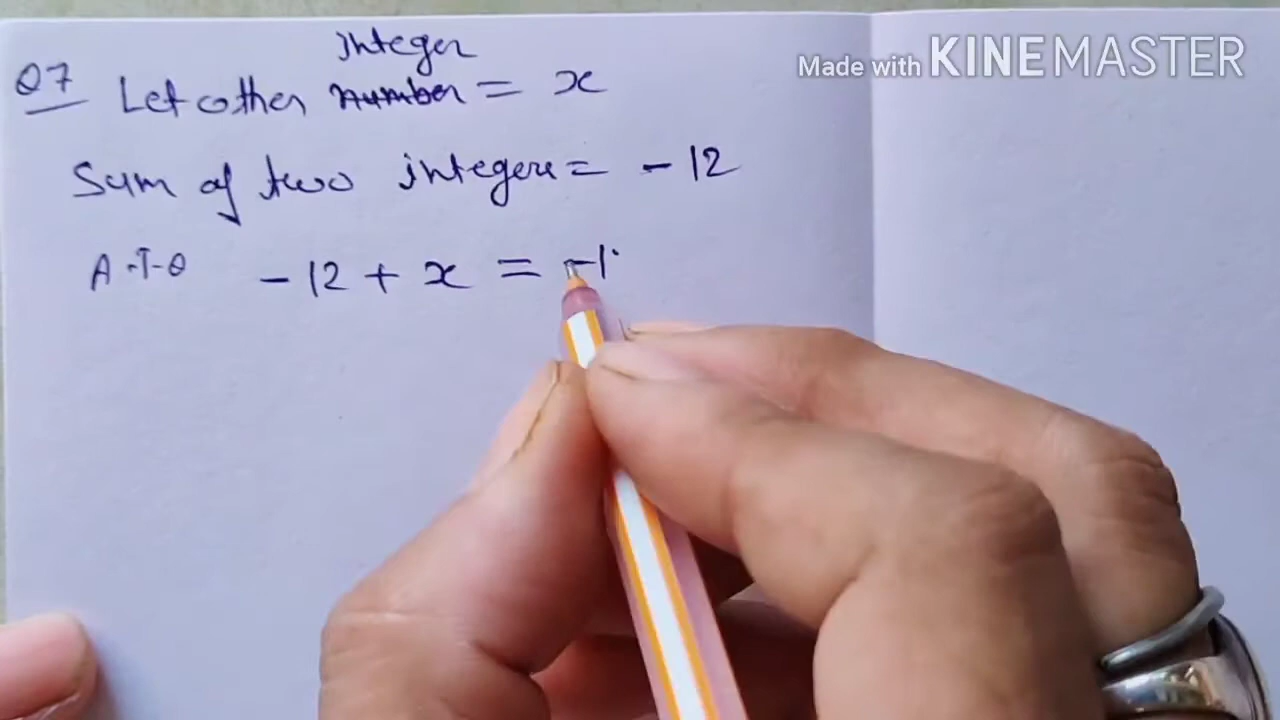 integer
Q7 Let other number = x
Sum of two integers = -12
A.T.Q -12 + x = -1
Made with KINEMASTER